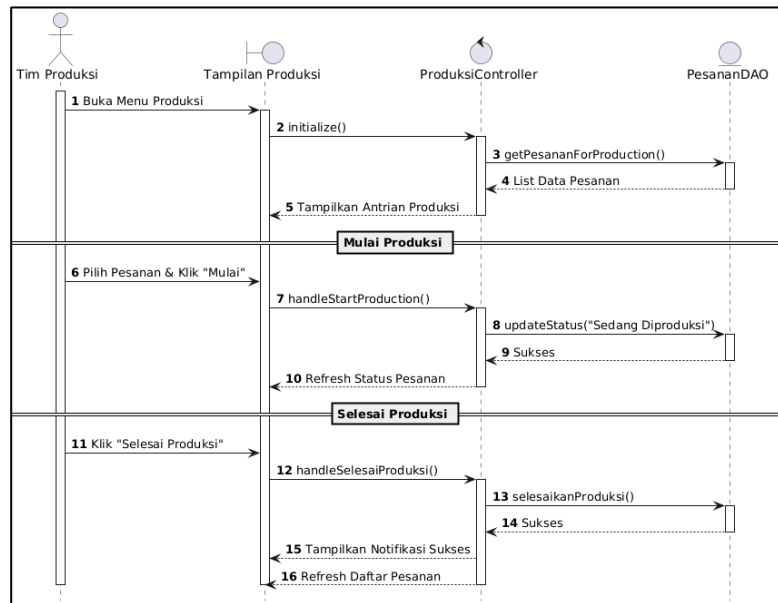 Tim Produksi
Tampilan Produksi
ProduksiController
PesananDAO
1 Buka Menu Produksi
2 initialize()
3 getPesananForProduction()
4 List Data Pesanan
5 Tampilkan Antrian Produksi
Mulai Produksi
6 Pilih Pesanan & Klik "Mulai"
7 handleStartProduction()
8 updateStatus("Sedang Diproduksi")
9 Sukses
10 Refresh Status Pesanan
Selesai Produksi
11 Klik "Selesai Produksi"
12 handleSelesaiProduksi()
13 selesaikanProduksi()
14 Sukses
15 Tampilkan Notifikasi Sukses
16 Refresh Daftar Pesanan